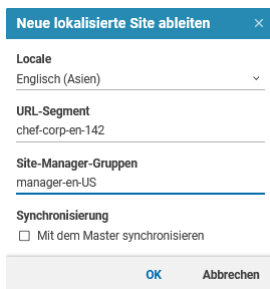 Neue lokalisierte Site ableiten
Locale
Englisch (Asien)
URL-Segment
chef-corp-en-142
Site-Manager-Gruppen
manager-en-US
Synchronisierung
Mit dem Master synchronisieren
OK Abbrechen